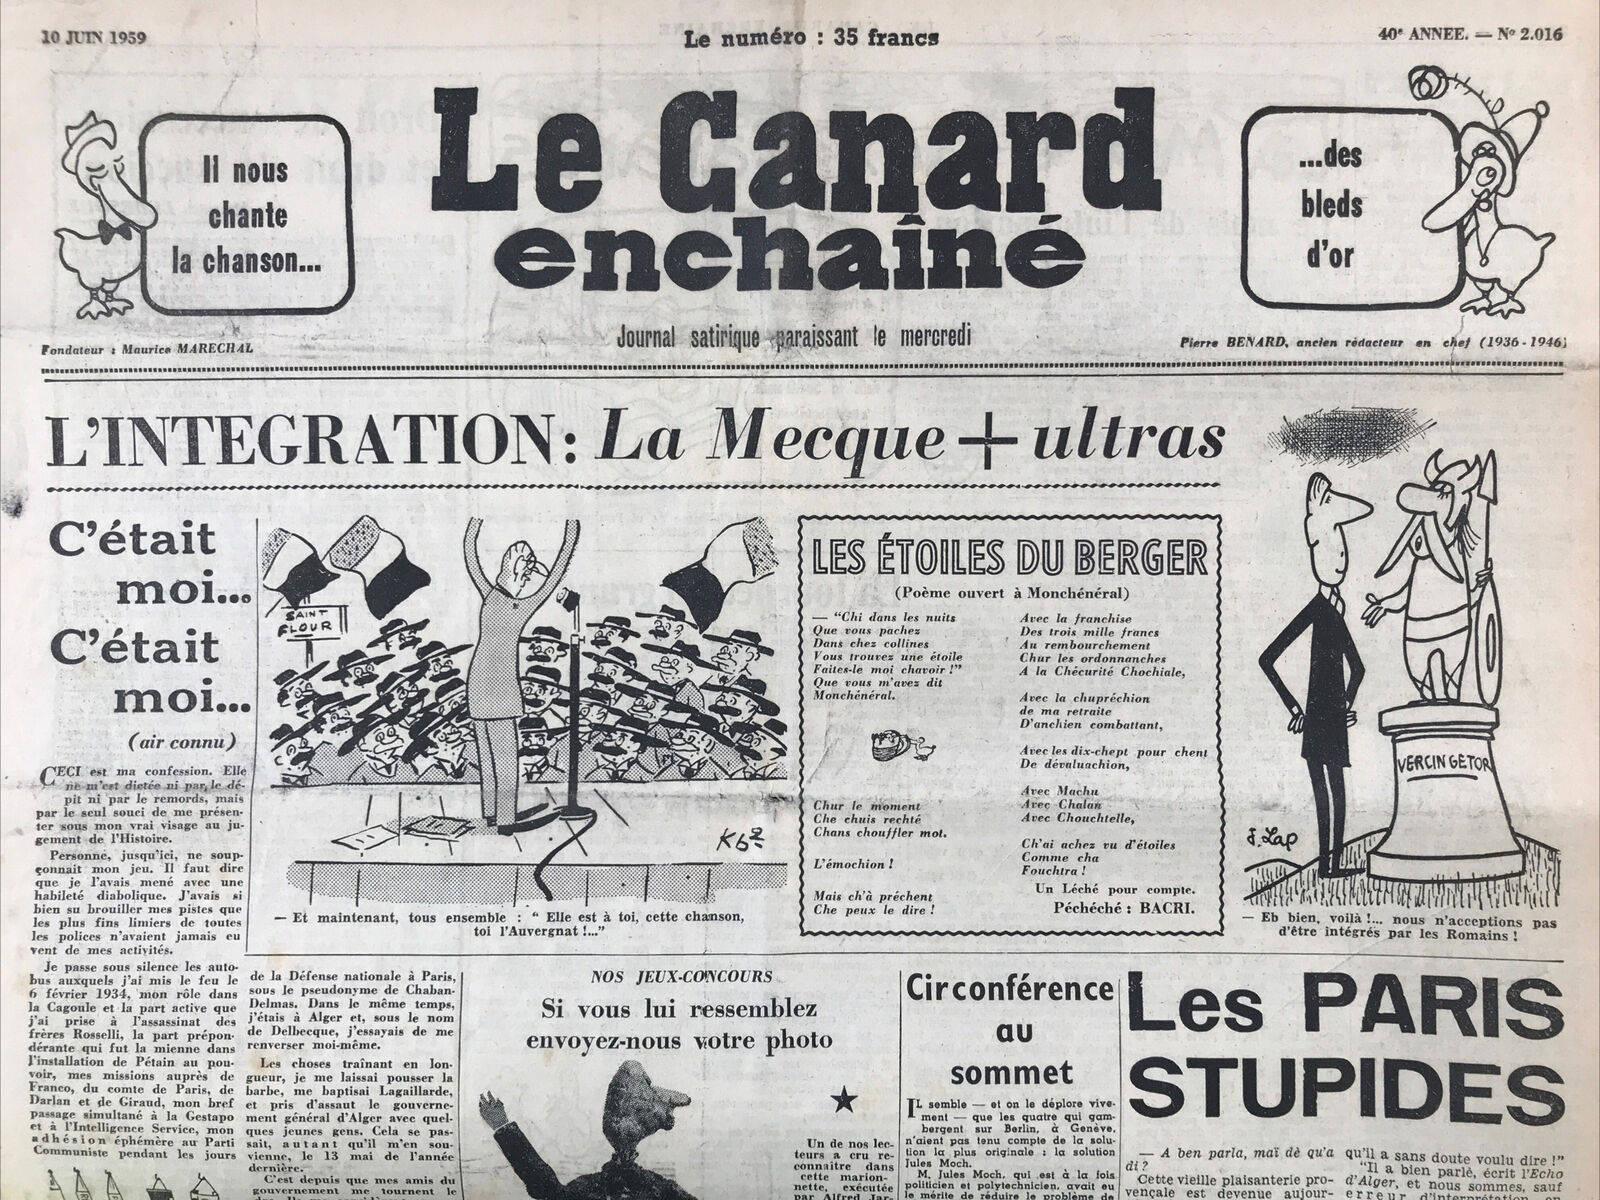 10 JUIN 1959
Le numéro : 35 francs
40e ANNEE. — No 2.016
Il nous
chante
la chanson...
Le Canard
enchaîné
...des
bleds
d'or
Journal satirique paraissant le mercredi
Fondateur : Maurice MARECHAL
Pierre BENARD, ancien rédacteur en chef (1936-1946)
L'INTEGRATION : La Mecque + ultras
C'était
moi...
C'était
moi...
(air connu)
CECI est ma confession. Elle
ne m'est dictée ni par le dé-
pit ni par le remords, mais
par le seul souci de me présen-
ter sous mon vrai visage au ju-
gement de l'Histoire.
Personne, jusqu'ici, ne soup-
çonnait mon jeu. Il faut dire
que je l'avais mené avec une
habileté diabolique. J'avais si
bien su brouiller mes pistes que
les plus fins limiers de toutes
les polices n'avaient jamais eu
vent de mes activités.
Je passe sous silence les auto-
bus auxquels j'ai mis le feu le
6 février 1934, mon rôle dans
la Cagoule et la part active que
j'ai prise à l'assassinat des
frères Rosselli, la part prépon-
dérante qui fut la mienne dans
l'installation de Pétain au pou-
voir, mes missions auprès de
Franco, du comte de Paris, de
Darlan et de Giraud, mon bref
passage simultané à la Gestapo
et à l'Intelligence Service, mon
adhésion éphémère au Parti
Communiste pendant les jours
de la Défense nationale à Paris,
sous le pseudonyme de Chaban-
Delmas. Dans le même temps,
j'étais à Alger et, sous le nom
de Delbecque, j'essayais de me
renverser moi-même.
Les choses traînant en lon-
gueur, je me laissai pousser la
barbe, me baptisai Lagaillarde,
et pris d'assaut le gouverne-
ment général d'Alger avec quel-
ques jeunes gens. Cela se pas-
sait, autant qu'il m'en sou-
vienne, le 13 mai de l'année
dernière.
C'est depuis que mes amis du
gouvernement me tournent le
SAINT
FLOUR
K62
— Et maintenant, tous ensemble : " Elle est à toi, cette chanson,
toi l'Auvergnat !..."
LES ÉTOILES DU BERGER
(Poème ouvert à Monchénéral)
— "Chi dans les nuits
Que vous pachez
Dans chez collines
Vous trouvez une étoile
Faites-le moi chavoir !"
Que vous m'avez dit
Monchénéral.
Chur le moment
Che chuis rechté
Chans chouffler mot.
L'émochion !
Mais ch'à préchent
Che peux le dire !
Avec la franchise
Des trois mille francs
Au rembourchement
Chur les ordonnanches
A la Chécurité Chochiale,
Avec la chupréchion
de ma retraite
D'anchien combattant,
Avec les dix-chept pour chent
De dévaluachion,
Avec Machu
Avec Chalan
Avec Chouchtelle,
Ch'ai achez vu d'étoiles
Comme cha
Fouchtra !
Un Léché pour compte.
Péchéché : BACRI.
VERCINGETOR
J. Lap
— Eh bien, voilà !... nous n'acceptions pas
d'être intégrés par les Romains !
NOS JEUX-CONCOURS
Si vous lui ressemblez
envoyez-nous votre photo
Un de nos lec-
teurs a cru re-
connaître dans
cette marion-
nette, exécutée
par Alfred Jar-
Circonférence
au
sommet
IL semble — et on le déplore vive-
ment — que les quatre qui gam-
bergent sur Berlin, à Genève,
n'aient pas tenu compte de la solu-
tion la plus originale : la solution
Jules Moch.
M. Jules Moch, qui est à la fois
politicien et polytechnicien, avait eu
le mérite de réduire le problème de
Les PARIS
STUPIDES
— A ben parla, maï dè qu'a
di ?
Cette vieille plaisanterie pro-
vençale est devenue aujour-
qu'il a sans doute voulu dire !"
"Il a bien parlé, écrit l'Echo
d'Alger, et nous sommes, sauf
erreur d'interprétation